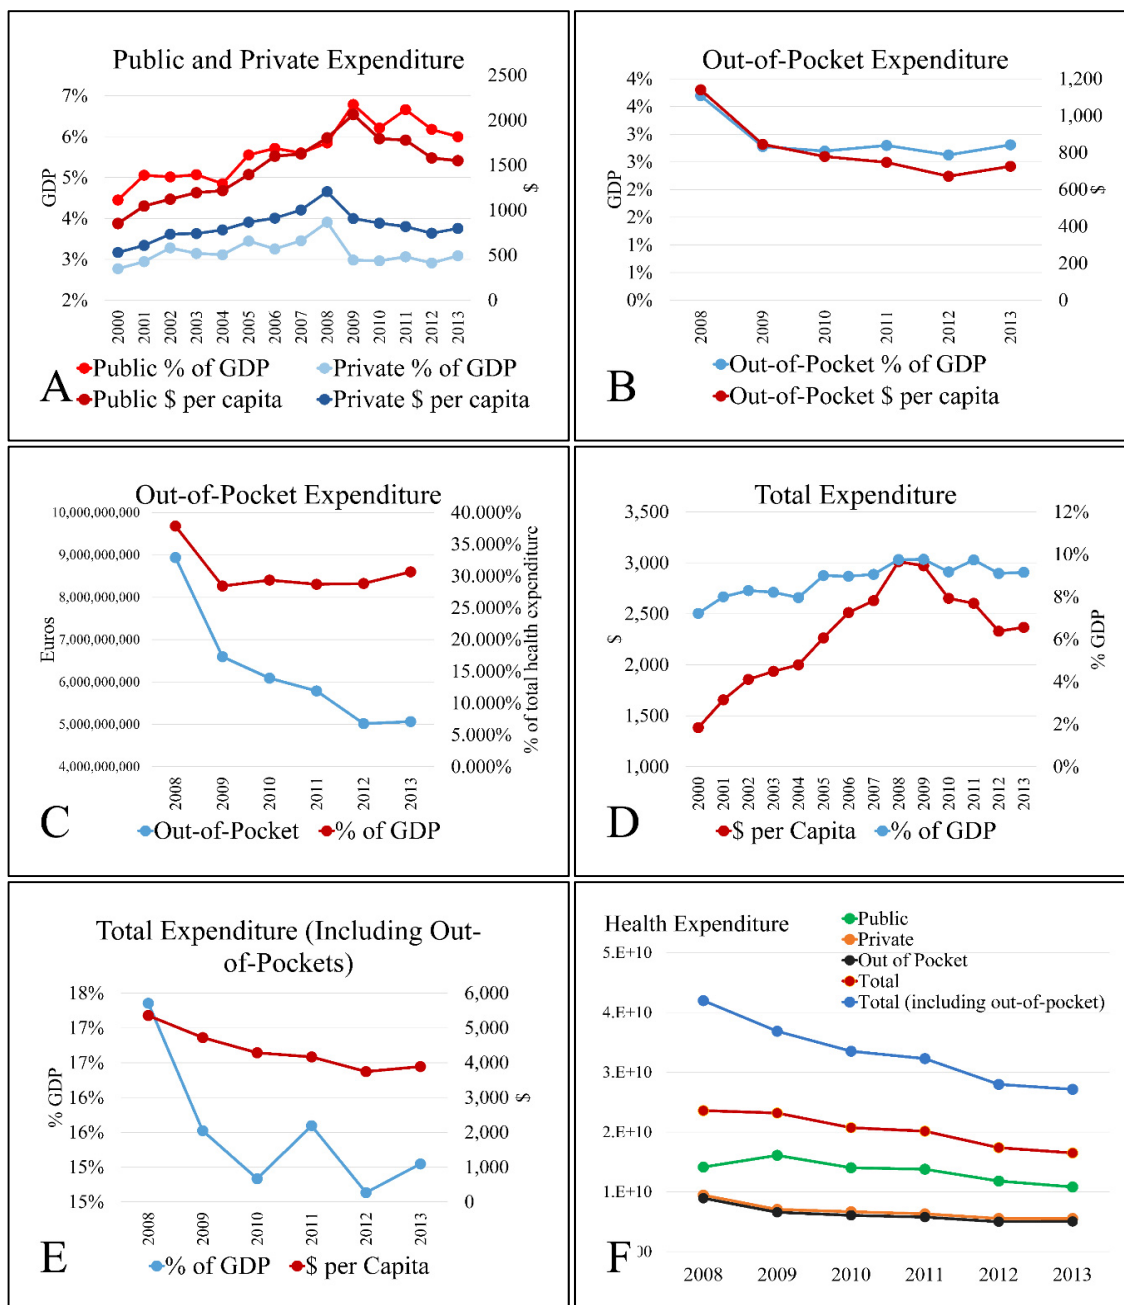 Public and Private Expenditure
2500
7%
2000
6%
1500
5%
GDP
$
1000
4%
500
3%
2%
0
2000 2001 2002 2003 2004 2005 2006 2007 2008 2009 2010 2011 2012 2013
Public % of GDP Private % of GDP
Public $ per capita Private $ per capita
A
Out-of-Pocket Expenditure
4% 1,200
4% 1,000
3% 800
3%
2% 600
GDP
$
2% 400
1%
200
1%
0% 0
2008 2009 2010 2011 2012 2013
Out-of-Pocket % of GDP
Out-of-Pocket $ per capita
B
Out-of-Pocket Expenditure
10,000,000,000 40.000%
35.000%
9,000,000,000
30.000%
8,000,000,000
25.000%
7,000,000,000 20.000%
Euros
% of total health expenditure
15.000%
6,000,000,000
10.000%
5,000,000,000
5.000%
4,000,000,000 0.000%
2008 2009 2010 2011 2012 2013
Out-of-Pocket % of GDP
C
Total Expenditure
3,500 12%
3,000 10%
2,500 8%
$
6%
% GDP
2,000
4%
1,500
2%
1,000 0%
2000 2001 2002 2003 2004 2005 2006 2007 2008 2009 2010 2011 2012 2013
$ per Capita % of GDP
D
Total Expenditure (Including Out-
of-Pockets)
18% 6,000
17% 5,000
17% 4,000
16% 3,000
% GDP
$
16% 2,000
15% 1,000
15% 0
2008 2009 2010 2011 2012 2013
% of GDP $ per Capita
E
Health Expenditure
Public
Private
Out of Pocket
Total
Total (including out-of-pocket)
5.E+10
4.E+10
3.E+10
2.E+10
1.E+10
00
2008 2009 2010 2011 2012 2013
F